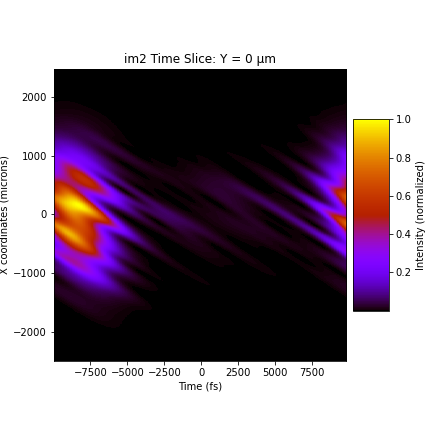 im2 Time Slice: Y = 0 μm
X coordinates (microns)
2000
1000
0
−1000
−2000
−7500 −5000 −2500 0 2500 5000 7500
Time (fs)
1.0
0.8
0.6
0.4
0.2
Intensity (normalized)